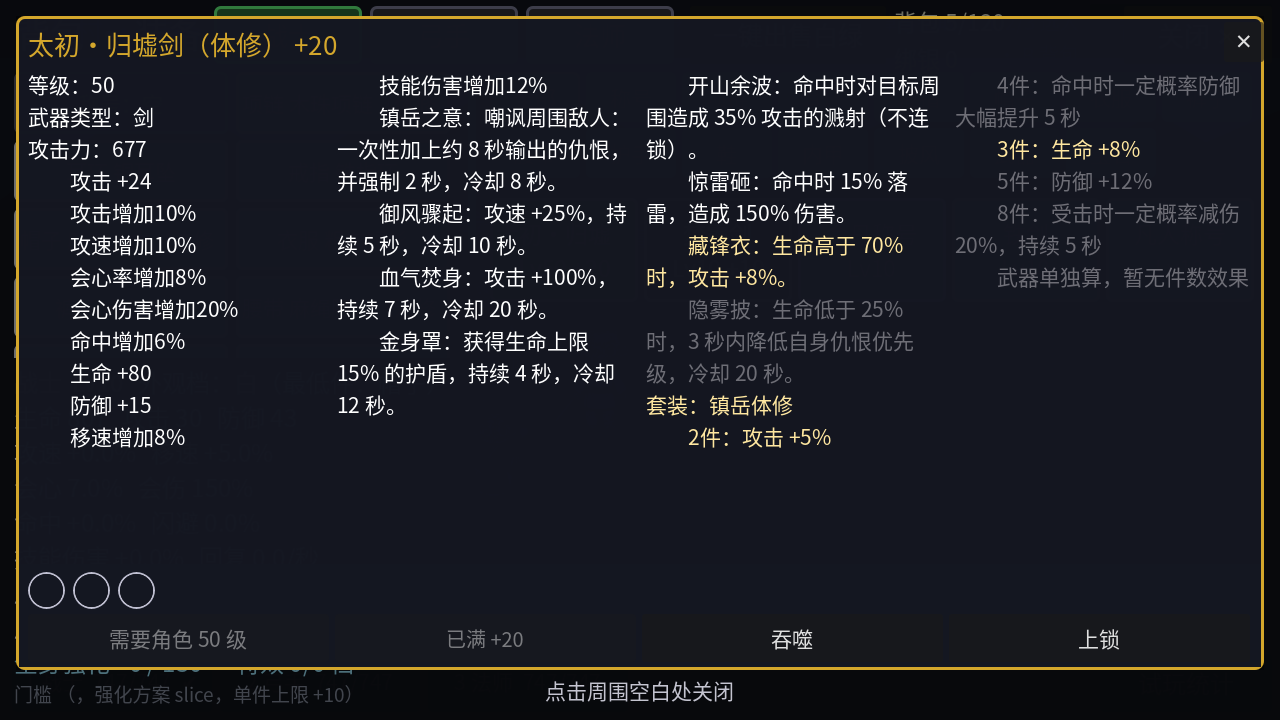 太初·归墟剑（体修） +20
×
等级：50
武器类型：剑
攻击力：677
攻击 +24
攻击增加10%
攻速增加10%
会心率增加8%
会心伤害增加20%
命中增加6%
生命 +80
防御 +15
移速增加8%
技能伤害增加12%
镇岳之意：嘲讽周围敌人：
一次性加上约 8 秒输出的仇恨，
并强制 2 秒，冷却 8 秒。
御风骤起：攻速 +25%，持
续 5 秒，冷却 10 秒。
血气焚身：攻击 +100%，
持续 7 秒，冷却 20 秒。
金身罩：获得生命上限
15% 的护盾，持续 4 秒，冷却
12 秒。
开山余波：命中时对目标周
围造成 35% 攻击的溅射（不连
锁）。
惊雷砸：命中时 15% 落
雷，造成 150% 伤害。
藏锋衣：生命高于 70%
时，攻击 +8%。
隐雾披：生命低于 25%
时，3 秒内降低自身仇恨优先
级，冷却 20 秒。
套装：镇岳体修
2件：攻击 +5%
4件：命中时一定概率防御
大幅提升 5 秒
3件：生命 +8%
5件：防御 +12%
8件：受击时一定概率减伤
20%，持续 5 秒
武器单独算，暂无件数效果
需要角色 50 级
已满 +20
吞噬
上锁
门槛 （，强化方案 slice，单件上限 +10）
点击周围空白处关闭